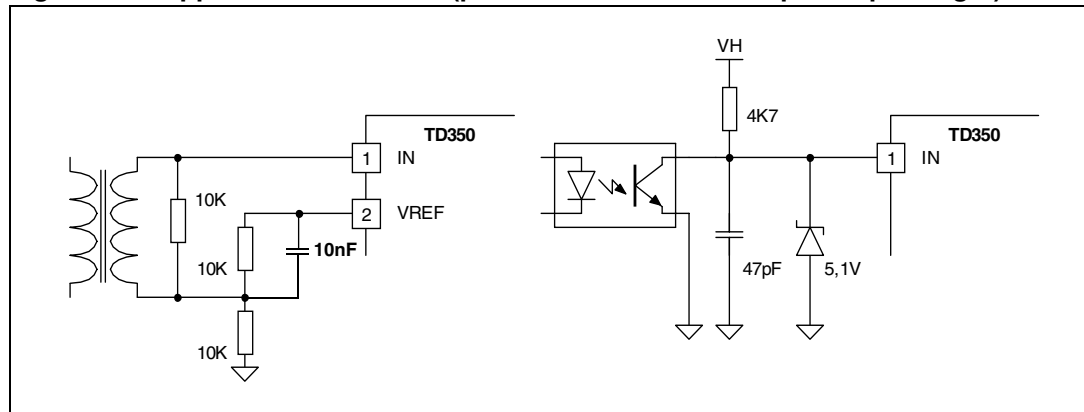 VH
4K7
TD350
1 IN
2 VREF
10K
10K
10nF
10K
TD350
1 IN
47pF
5,1V